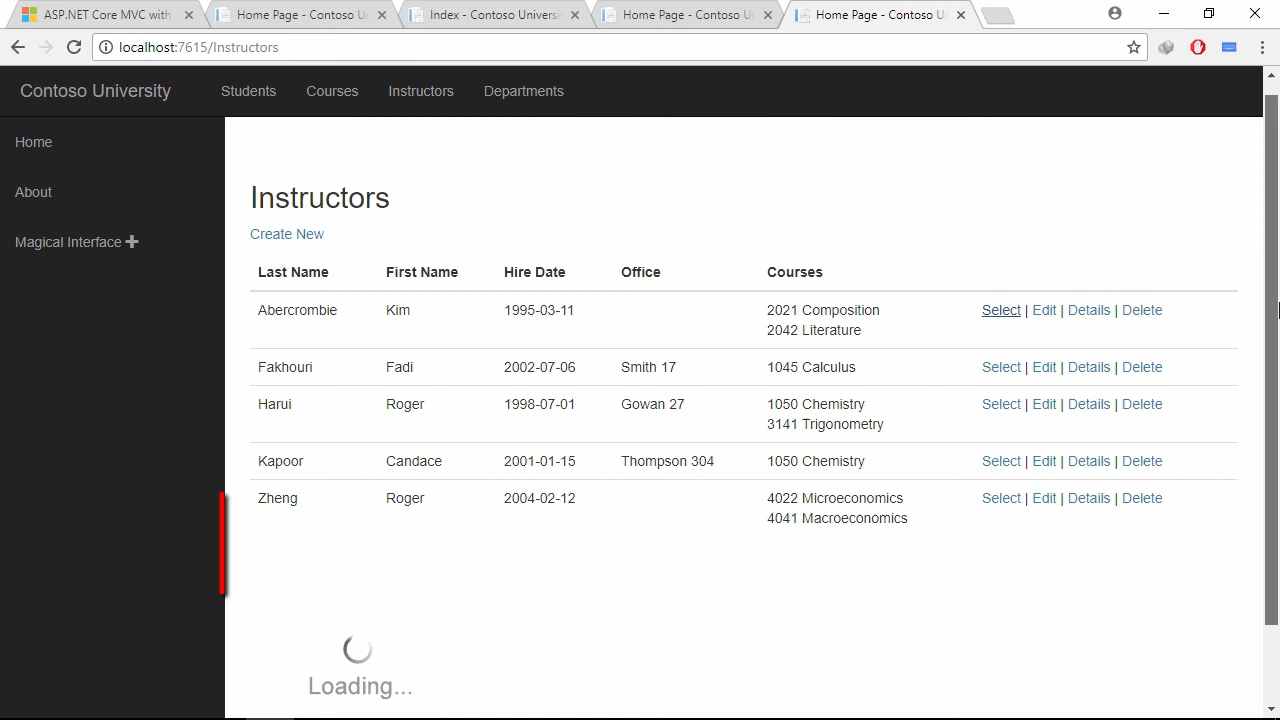 ASP.NET Core MVC with
Home Page - Contoso U
Index - Contoso Universi
Home Page - Contoso U
Home Page - Contoso U
localhost:7615/Instructors
Contoso University Students Courses Instructors Departments
Home
About
Magical Interface
Instructors
Create New
Last Name First Name Hire Date Office Courses
Abercrombie Kim 1995-03-11 2021 Composition Select | Edit | Details | Delete
2042 Literature
Fakhouri Fadi 2002-07-06 Smith 17 1045 Calculus Select | Edit | Details | Delete
Harui Roger 1998-07-01 Gowan 27 1050 Chemistry Select | Edit | Details | Delete
3141 Trigonometry
Kapoor Candace 2001-01-15 Thompson 304 1050 Chemistry Select | Edit | Details | Delete
Zheng Roger 2004-02-12 4022 Microeconomics Select | Edit | Details | Delete
4041 Macroeconomics
Loading...